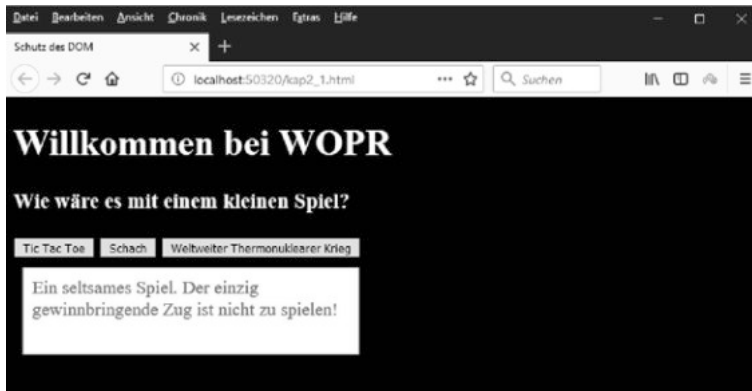 Datei Bearbeiten Ansicht Chronik Lesezeichen Extras Hilfe
Schutz des DOM
localhost:50320/kap2_1.html
Suchen
Willkommen bei WOPR
Wie wäre es mit einem kleinen Spiel?
Tic Tac Toe Schach Weltweiter Thermonuklearer Krieg
Ein seltsames Spiel. Der einzig
gewinnbringende Zug ist nicht zu spielen!